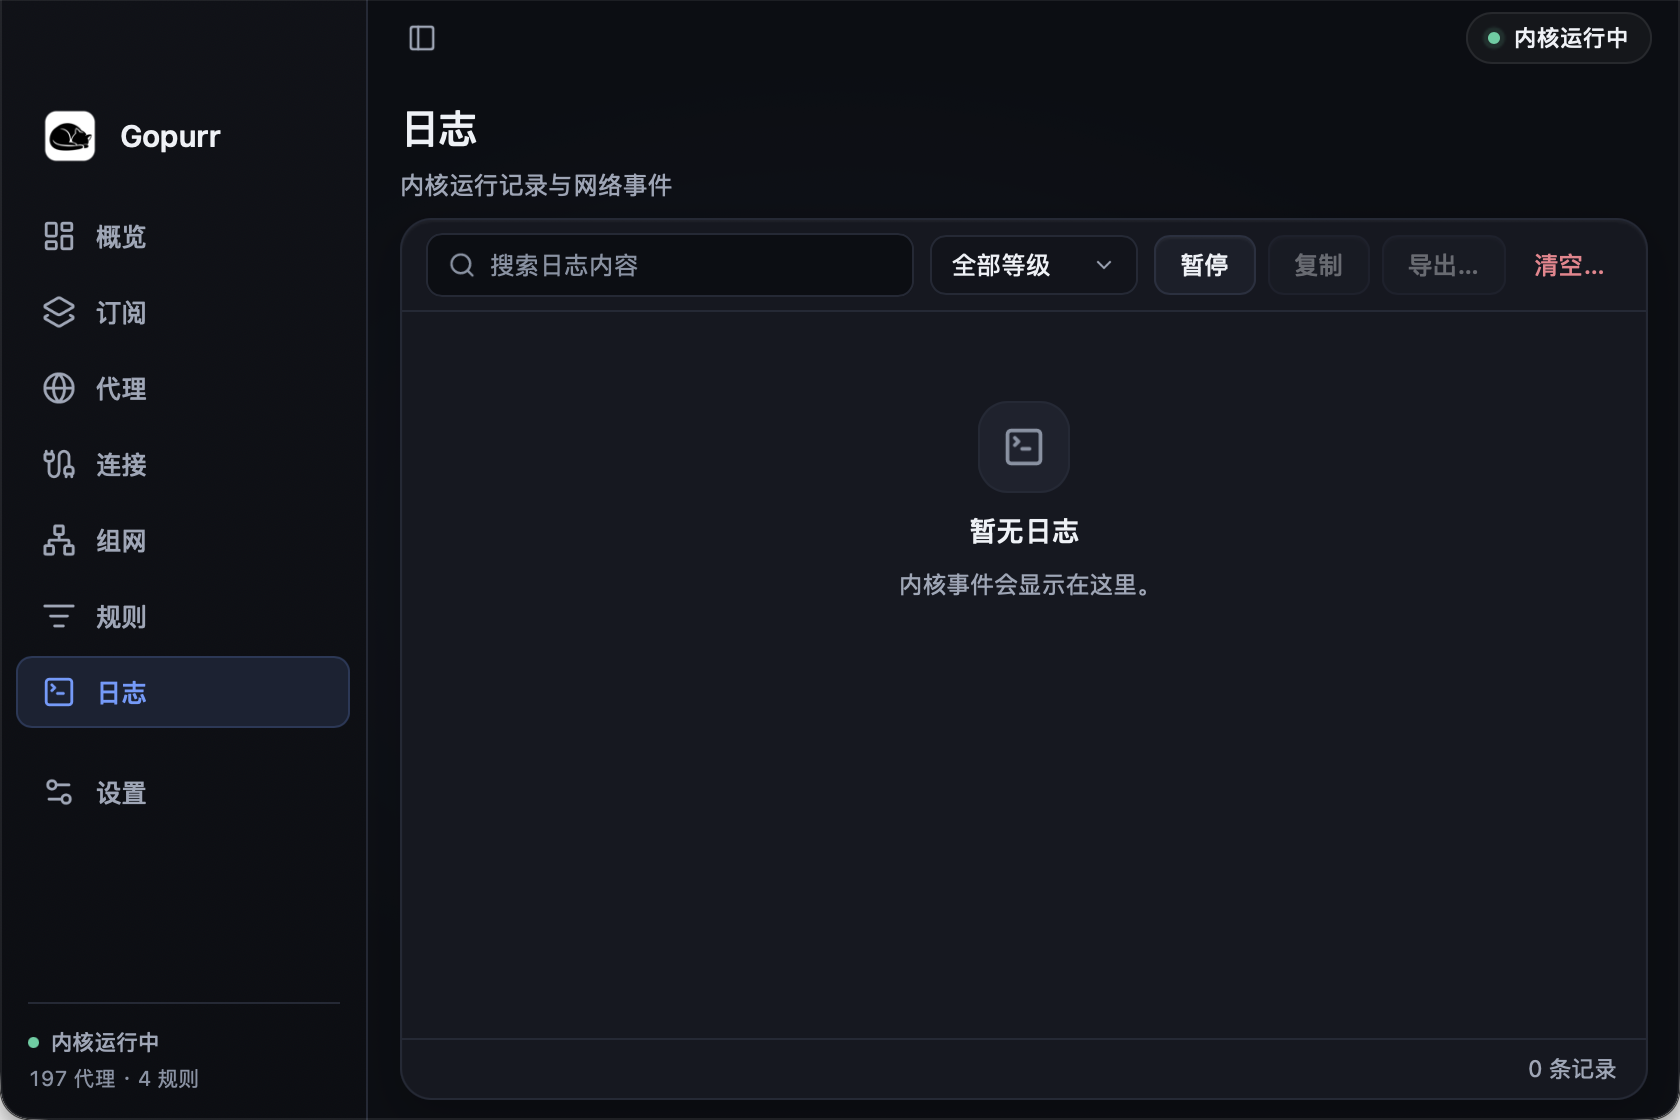 内核运行中
Gopurr
概览
订阅
代理
连接
组网
规则
日志
设置
内核运行中
197 代理 · 4 规则
日志
内核运行记录与网络事件
搜索日志内容
全部等级
暂停
复制
导出...
清空...
暂无日志
内核事件会显示在这里。
0 条记录